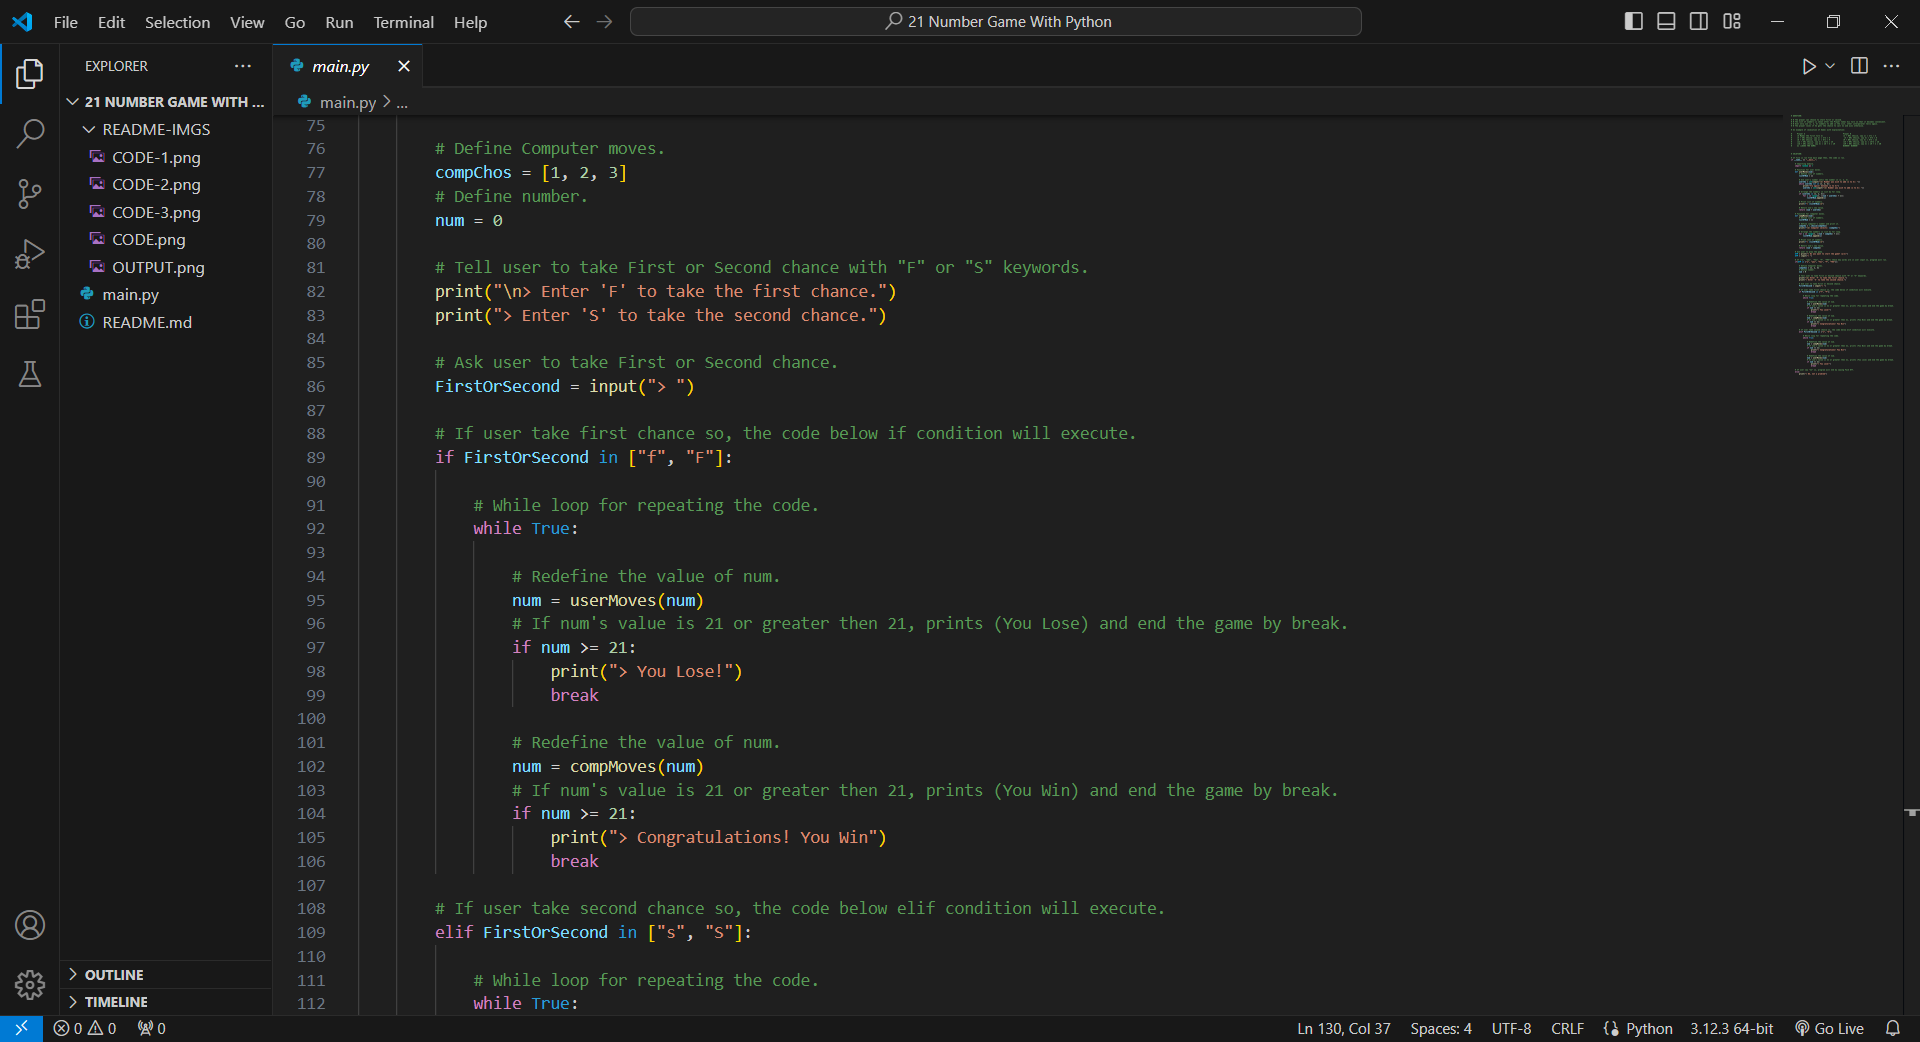 File Edit Selection View Go Run Terminal Help
21 Number Game With Python
EXPLORER
21 NUMBER GAME WITH ...
README-IMGS
CODE-1.png
CODE-2.png
CODE-3.png
CODE.png
OUTPUT.png
main.py
README.md
OUTLINE
TIMELINE
main.py
main.py > ...
75
76 # Define Computer moves.
77 compChos = [1, 2, 3]
78 # Define number.
79 num = 0
80
81 # Tell user to take First or Second chance with "F" or "S" keywords.
82 print("\n> Enter 'F' to take the first chance.")
83 print("> Enter 'S' to take the second chance.")
84
85 # Ask user to take First or Second chance.
86 FirstOrSecond = input("> ")
87
88 # If user take first chance so, the code below if condition will execute.
89 if FirstOrSecond in ["f", "F"]:
90
91 # While loop for repeating the code.
92 while True:
93
94 # Redefine the value of num.
95 num = userMoves(num)
96 # If num's value is 21 or greater then 21, prints (You Lose) and end the game by break.
97 if num >= 21:
98 print("> You Lose!")
99 break
100
101 # Redefine the value of num.
102 num = compMoves(num)
103 # If num's value is 21 or greater then 21, prints (You Win) and end the game by break.
104 if num >= 21:
105 print("> Congratulations! You Win")
106 break
107
108 # If user take second chance so, the code below elif condition will execute.
109 elif FirstOrSecond in ["s", "S"]:
110
111 # While loop for repeating the code.
112 while True:
0 0 0
Ln 130, Col 37 Spaces: 4 UTF-8 CRLF Python 3.12.3 64-bit Go Live